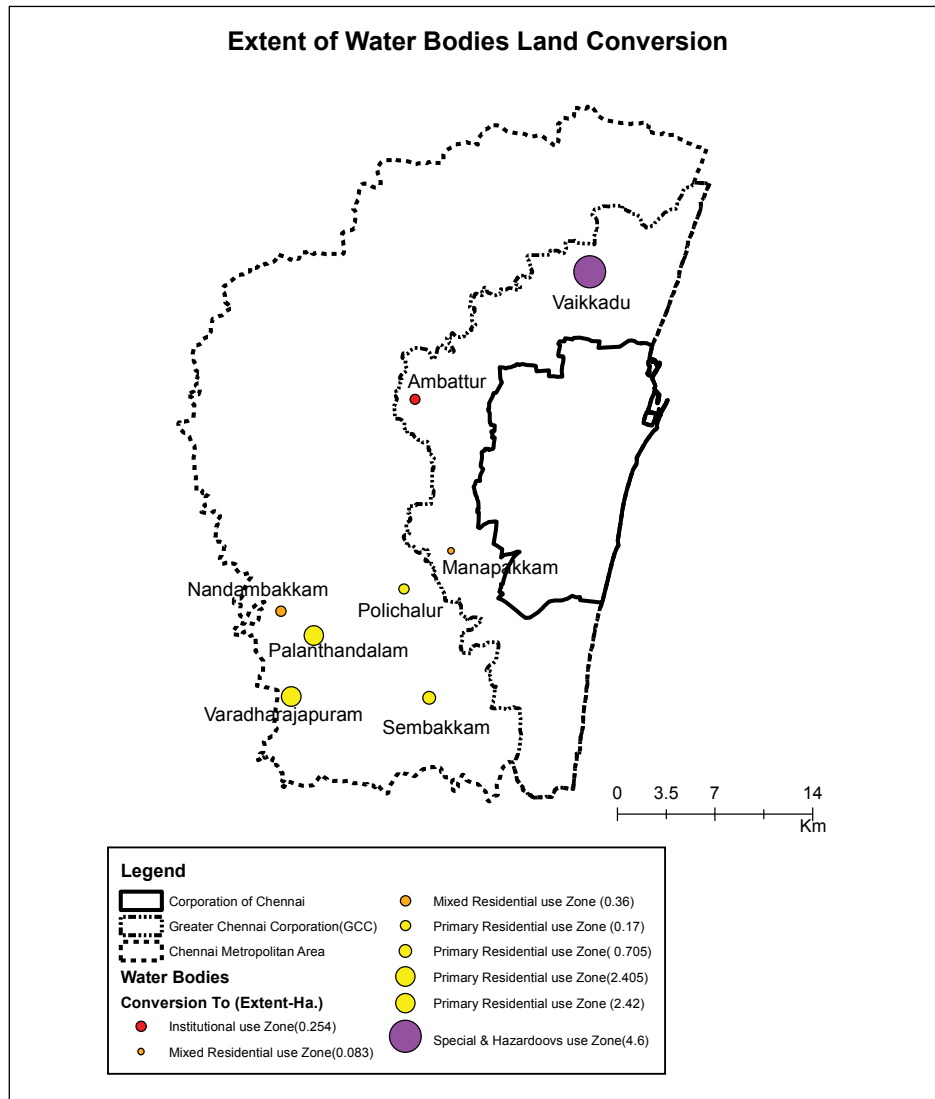 Extent of Water Bodies Land Conversion
Vaikkadu
Ambattur
Manapakkam
Nandambakkam
Polichalur
Palanthandalam
Varadharajapuram
Sembakkam
0 3.5 7 14
Km
Legend
Corporation of Chennai
Greater Chennai Corporation(GCC)
Chennai Metropolitan Area
Water Bodies
Conversion To (Extent-Ha.)
Institutional use Zone(0.254)
Mixed Residential use Zone(0.083)
Mixed Residential use Zone (0.36)
Primary Residential use Zone (0.17)
Primary Residential use Zone( 0.705)
Primary Residential use Zone(2.405)
Primary Residential use Zone (2.42)
Special & Hazardoovs use Zone(4.6)